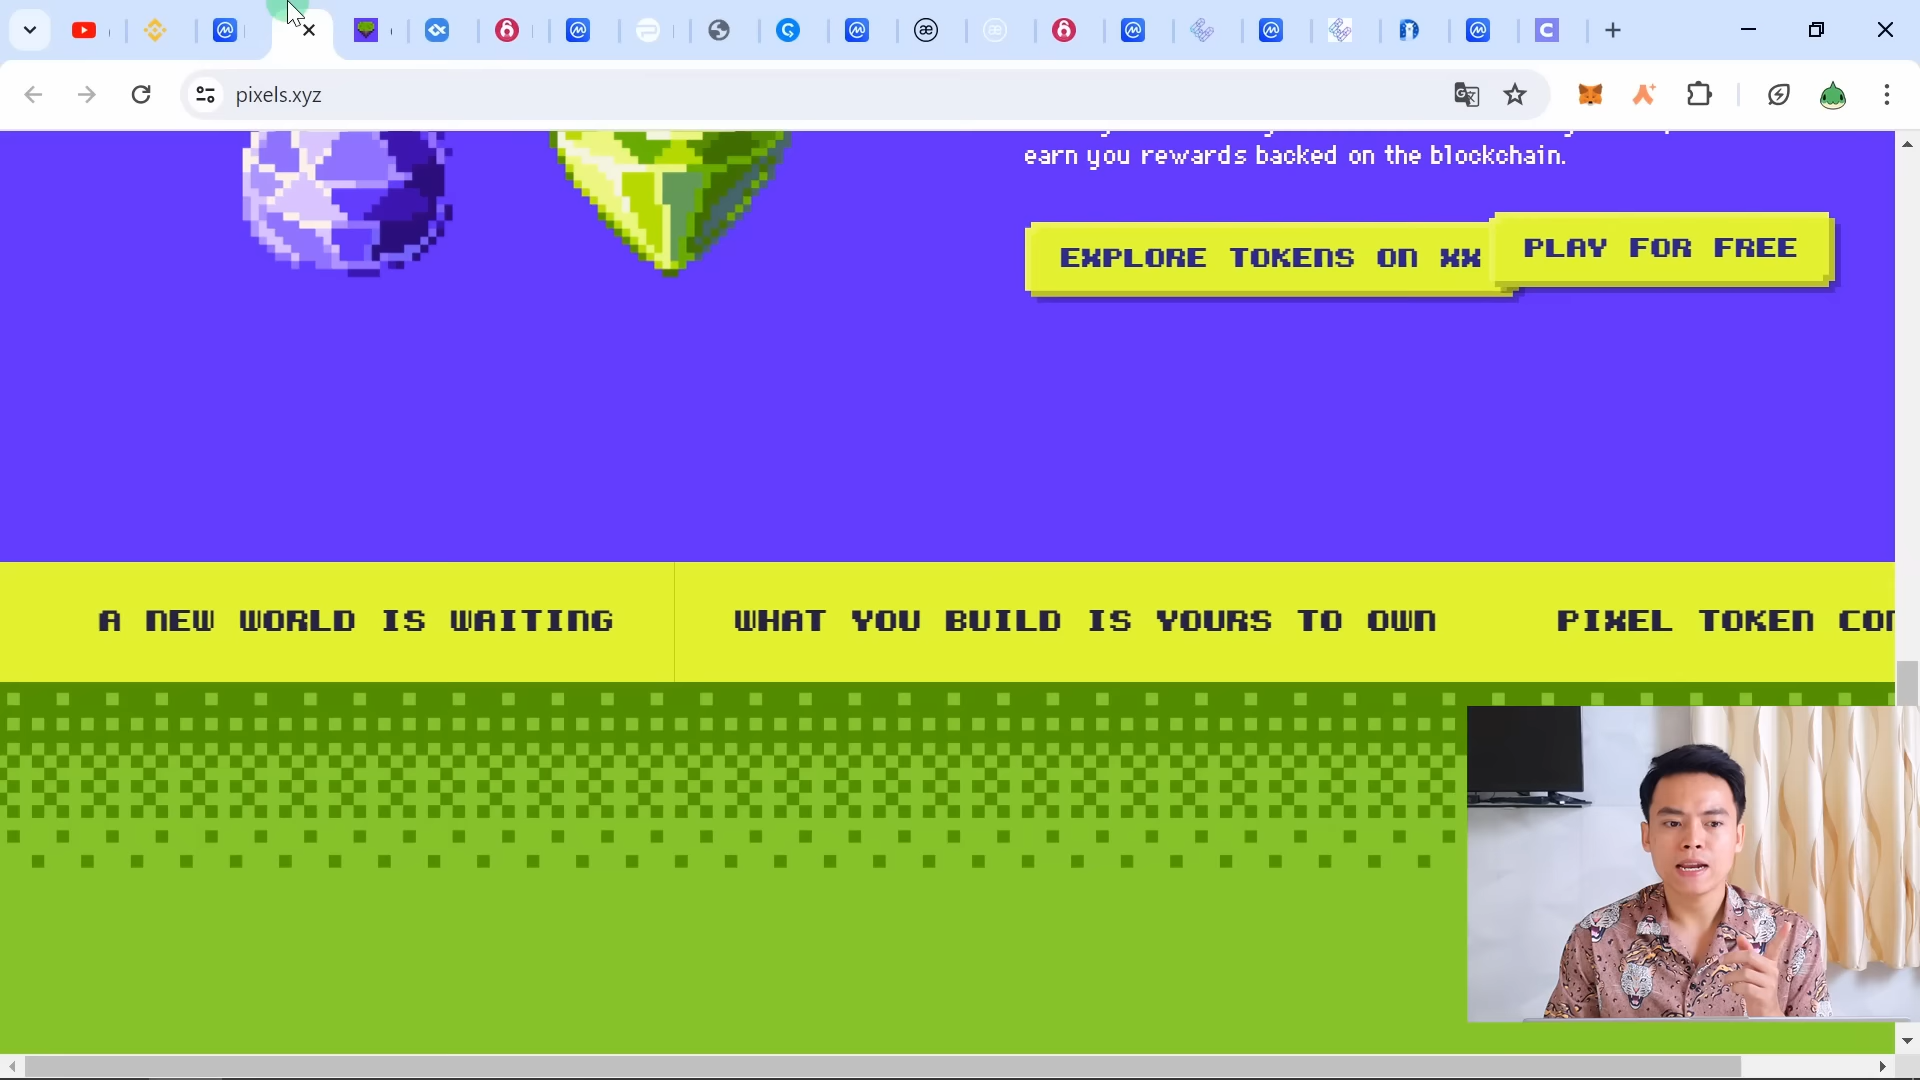 pixels.xyz
earn you rewards backed on the blockchain.
EXPLORE TOKENS ON
PLAY FOR FREE
A NEW WORLD IS WAITING
WHAT YOU BUILD IS YOURS TO OWN
PIXEL TOKEN